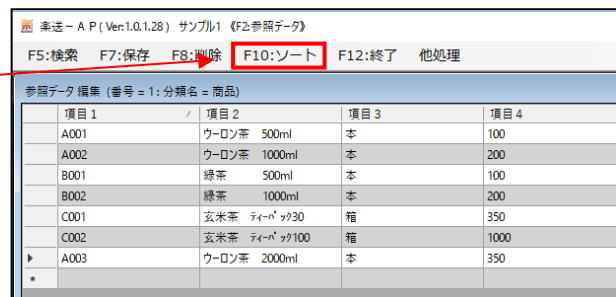 楽送－ＡＰ(Ver:1.0.1.28) サンプル1 《F2:参照データ》
F5:検索 F7:保存 F8:削除 F10:ソート F12:終了 他処理
参照データ 編集 (番号 = 1 : 分類名 = 商品)
項目1 項目2 項目3 項目4
A001 ウーロン茶 500ml 本 100
A002 ウーロン茶 1000ml 本 200
B001 緑茶 500ml 本 100
B002 緑茶 1000ml 本 200
C001 玄米茶 ﾃｨｰﾊﾞｯｸ30 箱 350
C002 玄米茶 ﾃｨｰﾊﾞｯｸ100 箱 1000
A003 ウーロン茶 2000ml 本 350